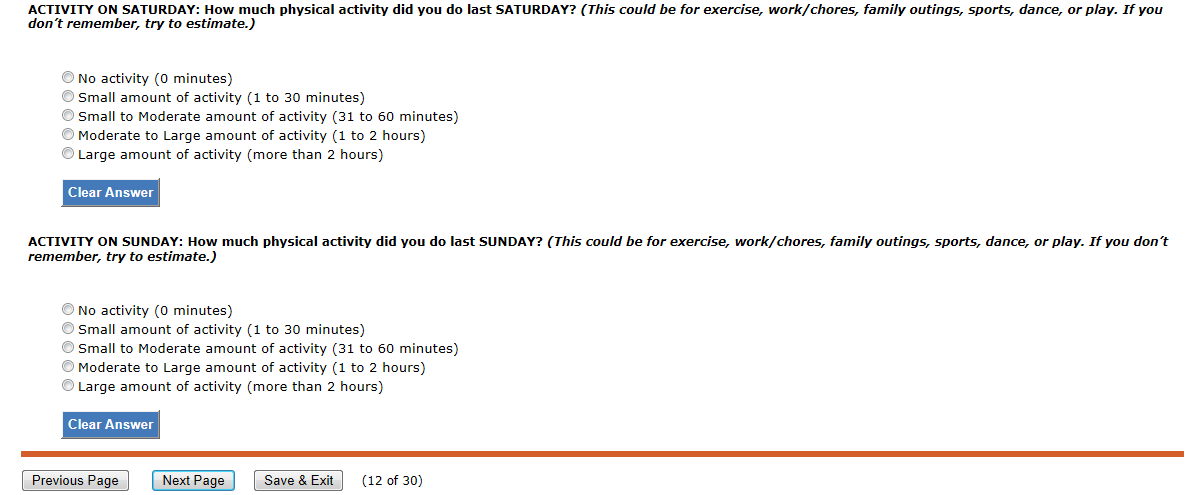 ACTIVITY ON SATURDAY: How much physical activity did you do last SATURDAY? (This could be for exercise, work/chores, family outings, sports, dance, or play. If you
don’t remember, try to estimate.)
No activity (0 minutes)
Small amount of activity (1 to 30 minutes)
Small to Moderate amount of activity (31 to 60 minutes)
Moderate to Large amount of activity (1 to 2 hours)
Large amount of activity (more than 2 hours)
Clear Answer
ACTIVITY ON SUNDAY: How much physical activity did you do last SUNDAY? (This could be for exercise, work/chores, family outings, sports, dance, or play. If you don’t
remember, try to estimate.)
No activity (0 minutes)
Small amount of activity (1 to 30 minutes)
Small to Moderate amount of activity (31 to 60 minutes)
Moderate to Large amount of activity (1 to 2 hours)
Large amount of activity (more than 2 hours)
Clear Answer
Previous Page Next Page Save & Exit (12 of 30)